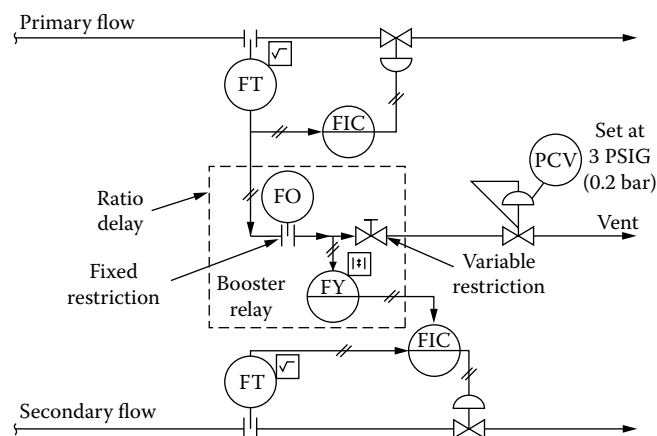 Primary flow
√
FT
FIC
Set at
3 PSIG
(0.2 bar)
PCV
FO
Ratio
delay
Vent
Fixed
restriction
Booster
relay
Variable
restriction
FY
FIC
√
FT
Secondary flow